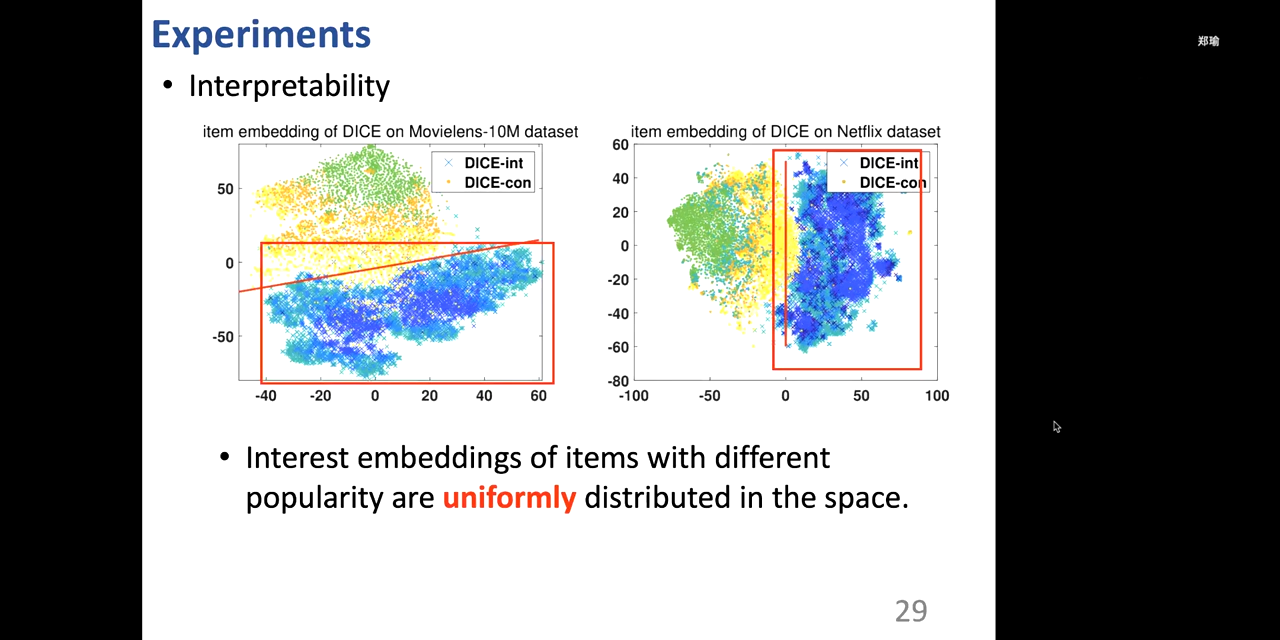 Experiments
郑瑜
• Interpretability
item embedding of DICE on Movielens-10M dataset
DICE-int
DICE-con
50
0
-50
-40 -20 0 20 40 60
item embedding of DICE on Netflix dataset
DICE-int
DICE-con
60
40
20
0
-20
-40
-60
-80
-100 -50 0 50 100
• Interest embeddings of items with different
popularity are uniformly distributed in the space.
29